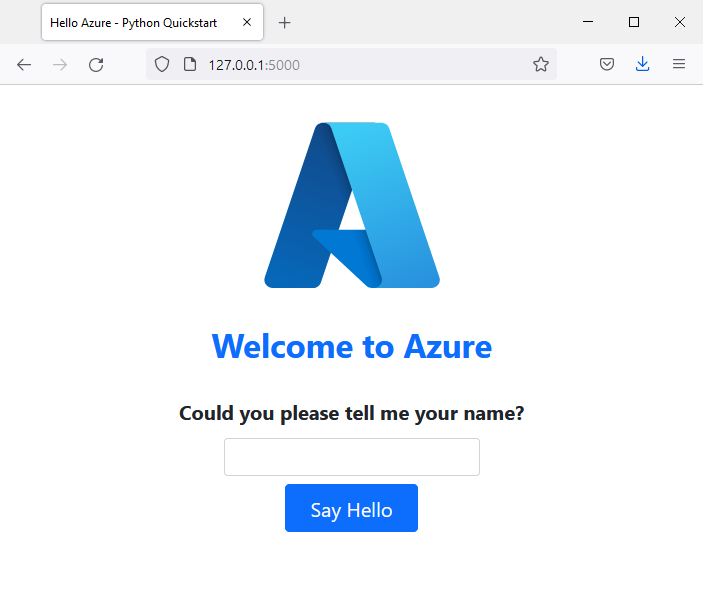 Hello Azure - Python Quickstart
127.0.0.1:5000
Welcome to Azure
Could you please tell me your name?
Say Hello